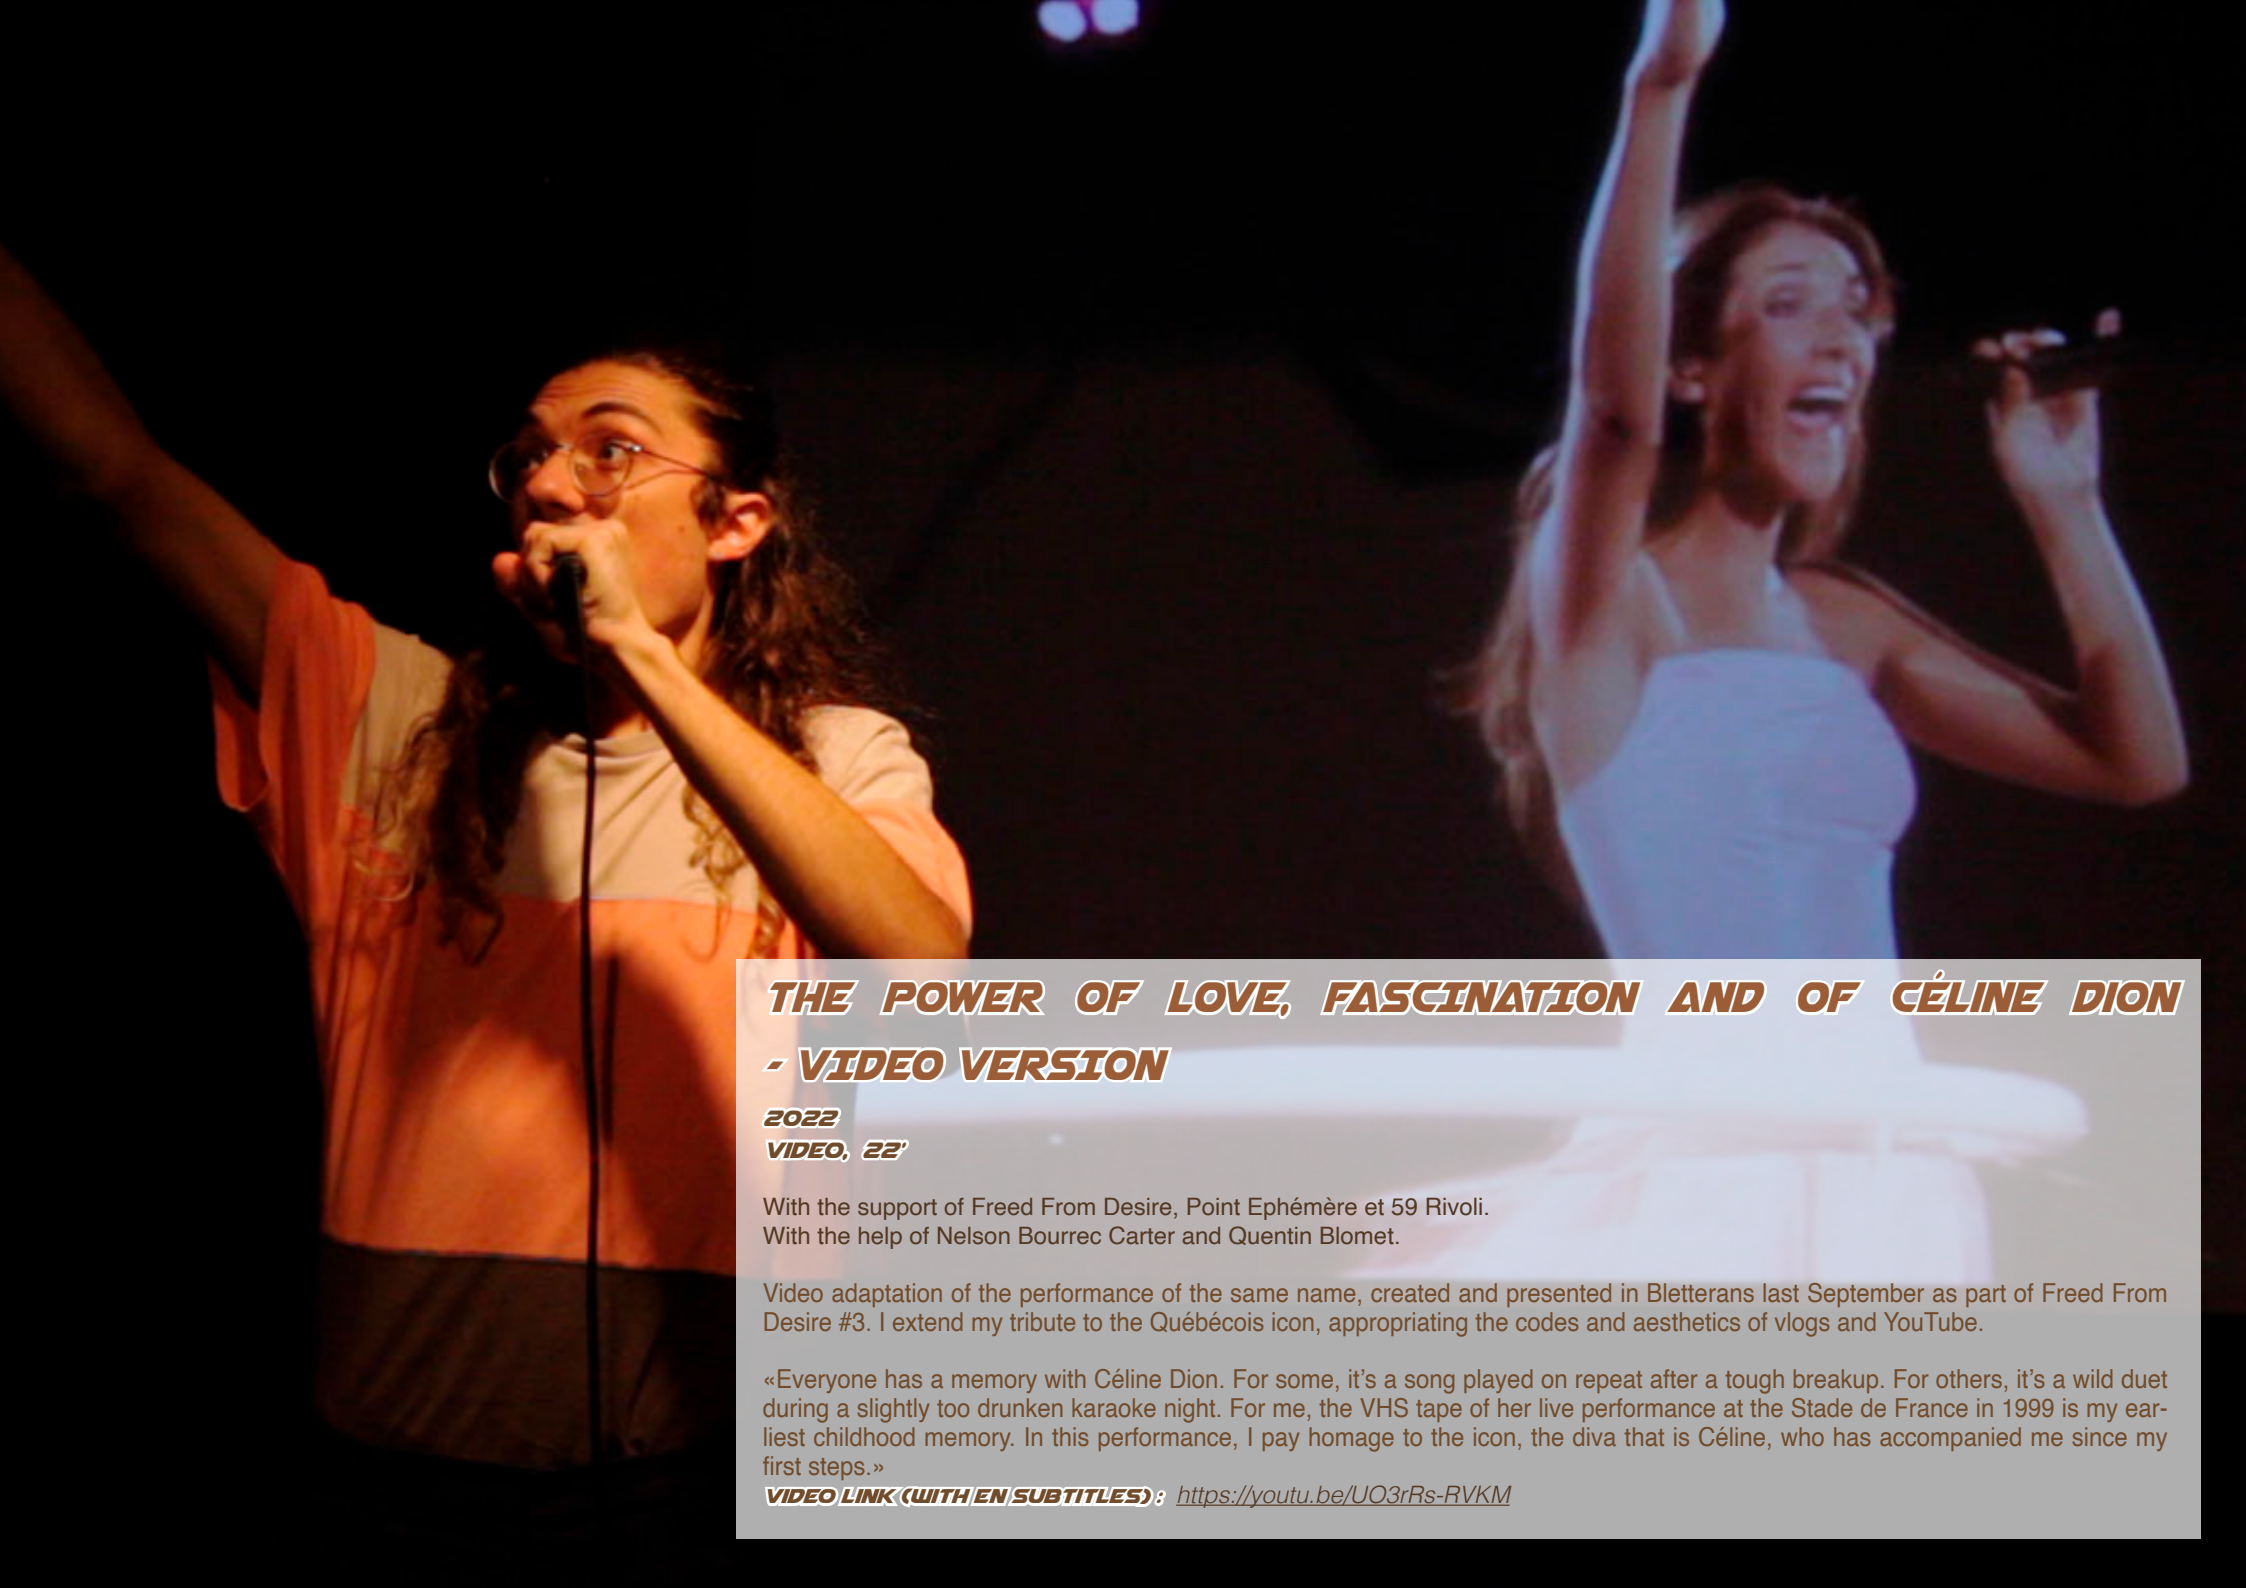 THE POWER OF LOVE, FASCINATION AND OF CÉLINE DION
- VIDEO VERSION
2022
VIDEO, 22'
With the support of Freed From Desire, Point Ephémère et 59 Rivoli.
With the help of Nelson Bourrec Carter and Quentin Blomet.
Video adaptation of the performance of the same name, created and presented in Bletterans last September as part of Freed From
Desire #3. I extend my tribute to the Québécois icon, appropriating the codes and aesthetics of vlogs and YouTube.
«Everyone has a memory with Céline Dion. For some, it's a song played on repeat after a tough breakup. For others, it's a wild duet
during a slightly too drunken karaoke night. For me, the VHS tape of her live performance at the Stade de France in 1999 is my ear-
liest childhood memory. In this performance, I pay homage to the icon, the diva that is Céline, who has accompanied me since my
first steps.»
VIDEO LINK (WITH EN SUBTITLES) : https://youtu.be/UO3rRs-RVKM